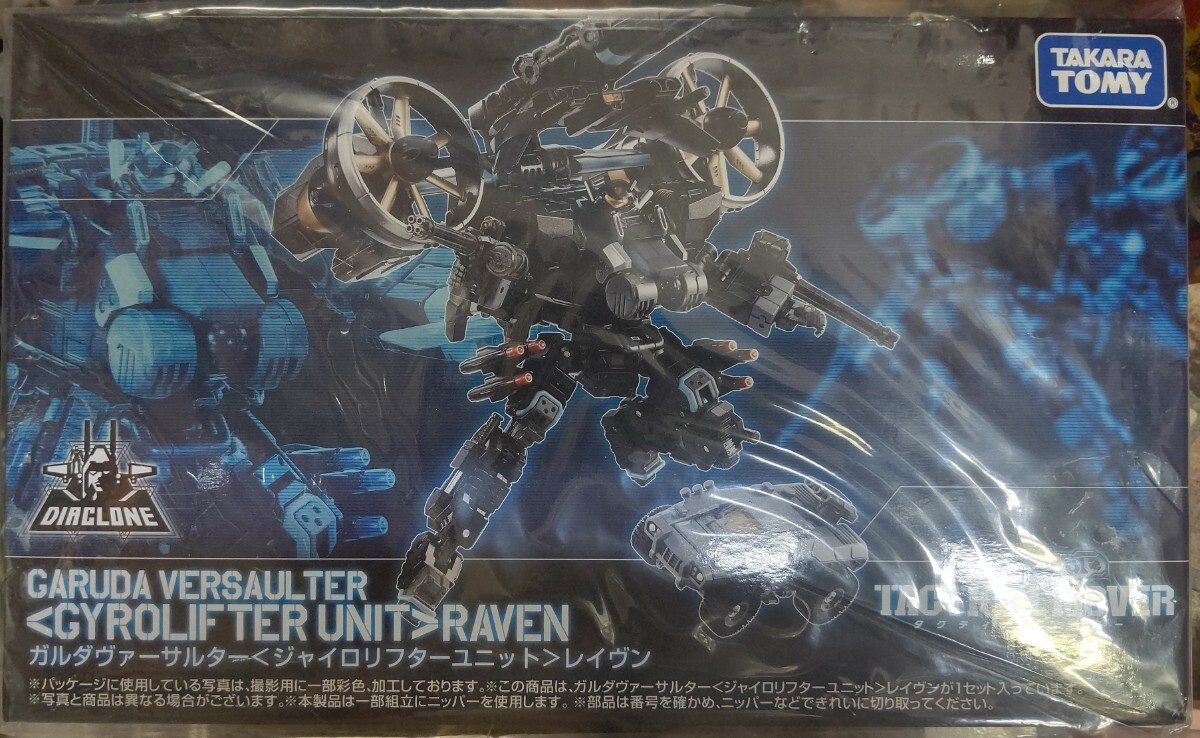 TAKARA
TOMY
DIACLONE
GARUDA VERSAULTER
<GYROLIFTER UNIT>RAVEN
ガルダヴァーサルター<ジャイロリフターユニット>レイヴン
※パッケージに使用している写真は、撮影用に一部彩色、加工しております。※この商品は、ガルダヴァーサルター<ジャイロリフターユニット>レイヴンが1セット入っています
※写真と商品は異なる場合がございます。※本製品は一部組立にニッパーを使用します。 ※部品は番号を確かめ、ニッパーなどできれいに切り取ってください。